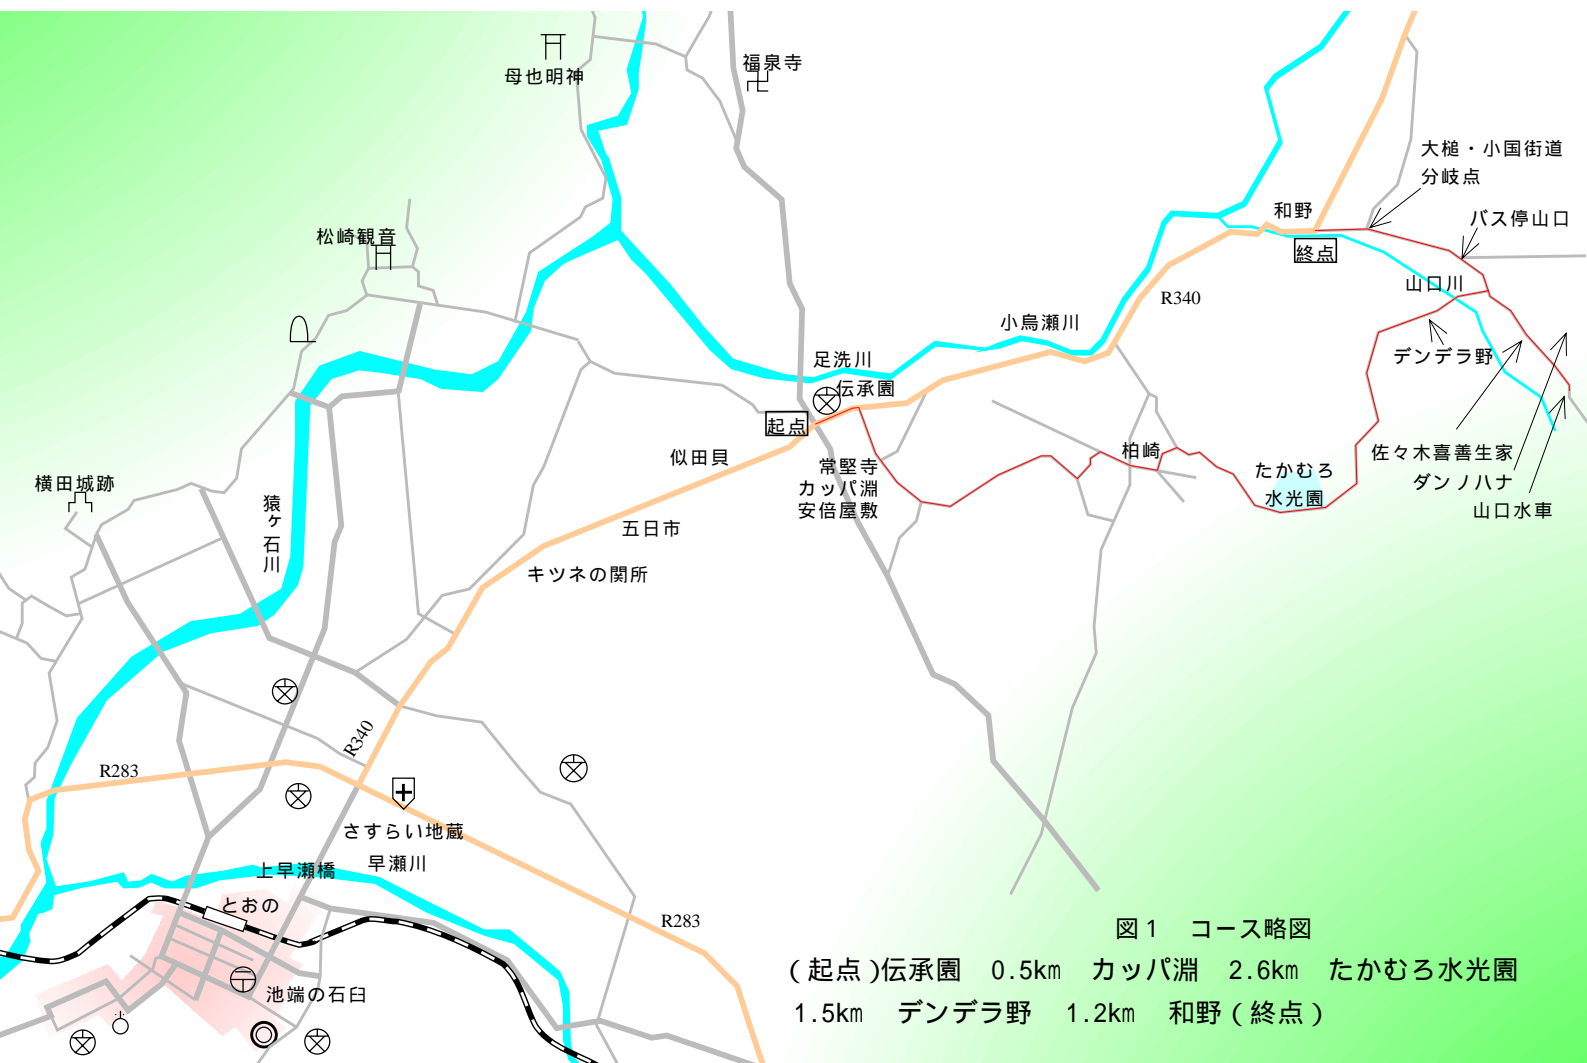 母也明神
福泉寺
大槌・小国街道
分岐点
和野
バス停山口
松崎観音
終点
山口川
R340
小烏瀬川
足洗川
デンデラ野
伝承園
起点
柏崎
佐々木喜善生家
似田貝
常堅寺
カッパ淵
安倍屋敷
たかむろ
水光園
ダンノハナ
山口水車
横田城跡
猿ヶ石川
五日市
キツネの関所
R340
R283
さすらい地蔵
早瀬川
上早瀬橋
とおの
R283
池端の石臼
図1 コース略図
(起点)伝承園 0.5km カッパ淵 2.6km たかむろ水光園
1.5km デンデラ野 1.2km 和野(終点)